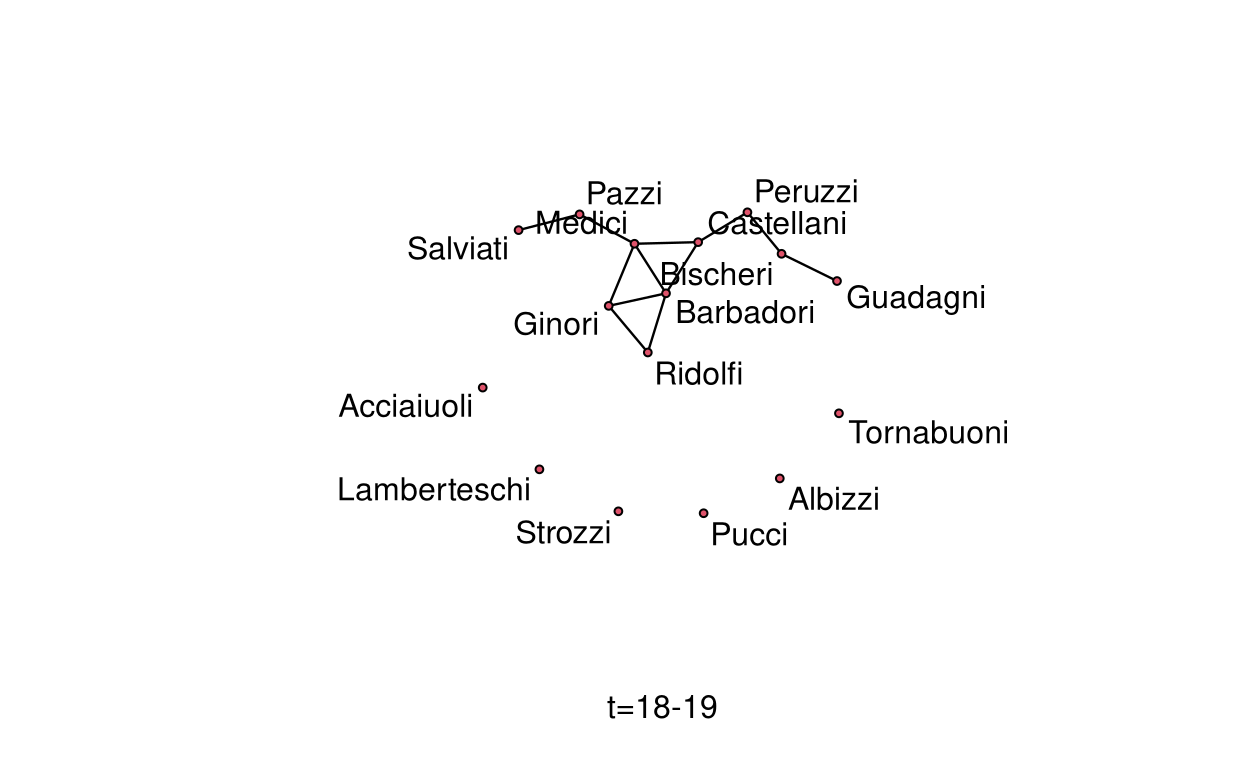 Peruzzi
Pazzi
Medici
Castellani
Salviati
Bischeri
Guadagni
Barbadori
Ginori
Ridolfi
Acciaiuoli
Tornabuoni
Lamberteschi
Albizzi
Strozzi
Pucci
t=18-19